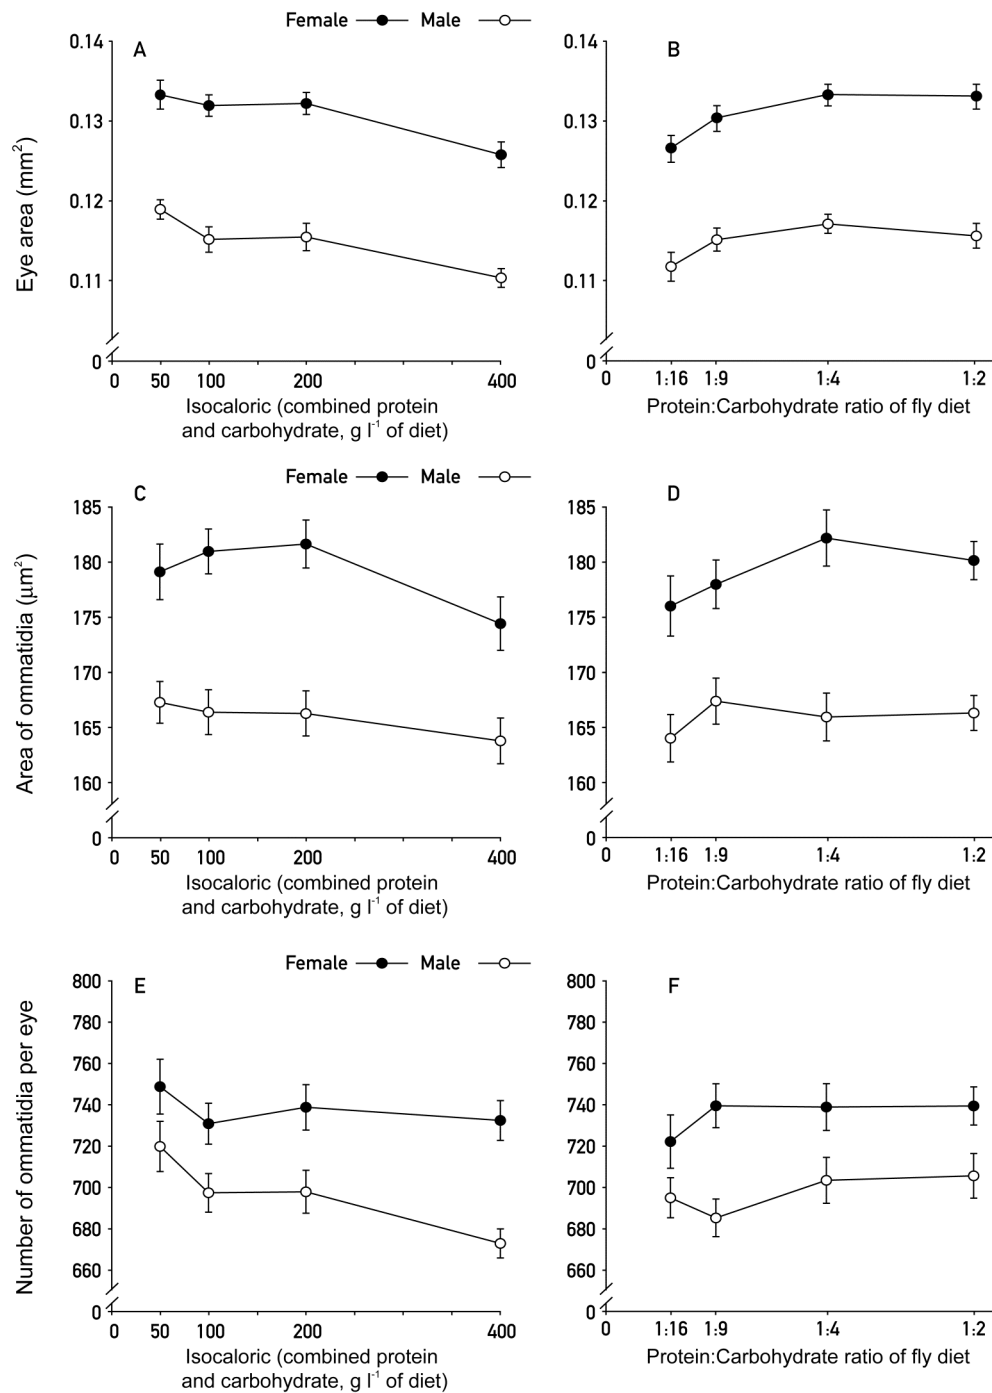 Female Male
A
B
Eye area (mm²)
0.14
0.13
0.12
0.11
0
0 50 100 200 400
Isocaloric (combined protein
and carbohydrate, g l⁻¹ of diet)
0.14
0.13
0.12
0.11
0
0 1:16 1:9 1:4 1:2
Protein:Carbohydrate ratio of fly diet
Female Male
C
D
Area of ommatidia (µm²)
185
180
175
170
165
160
0
0 50 100 200 400
Isocaloric (combined protein
and carbohydrate, g l⁻¹ of diet)
185
180
175
170
165
160
0
0 1:16 1:9 1:4 1:2
Protein:Carbohydrate ratio of fly diet
Female Male
E
F
Number of ommatidia per eye
800
780
760
740
720
700
680
660
0
0 50 100 200 400
Isocaloric (combined protein
and carbohydrate, g l⁻¹ of diet)
800
780
760
740
720
700
680
660
0
0 1:16 1:9 1:4 1:2
Protein:Carbohydrate ratio of fly diet